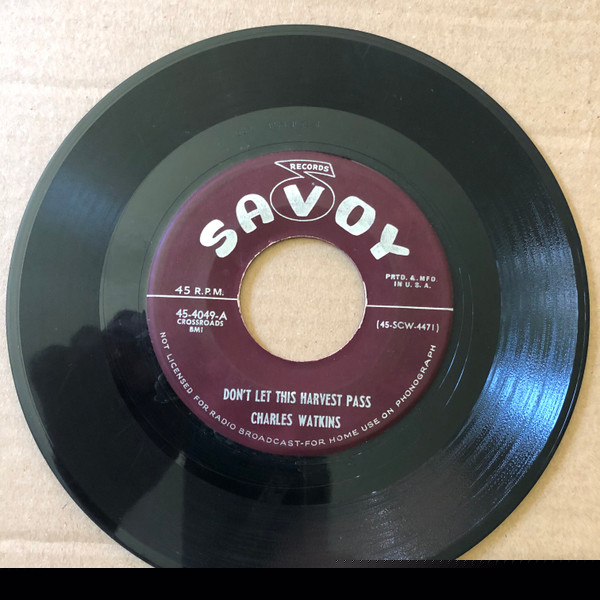 RECORDS
SAVOY
PRTD. & MFD
IN U. S. A.
45 R.P.M.
45-4049-A
CROSSROADS
BMI
(45-SCW-4471)
DON'T LET THIS HARVEST PASS
CHARLES WATKINS
NOT LICENSED FOR RADIO BROADCAST-FOR HOME USE ON PHONOGRAPH